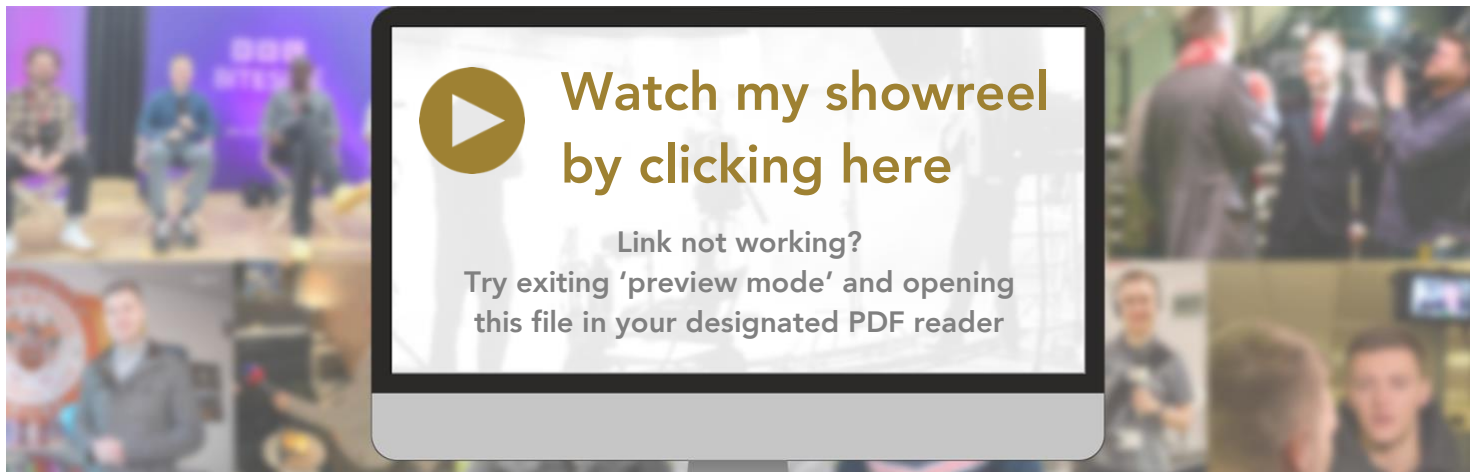 Watch my showreel
by clicking here
Link not working?
Try exiting ‘preview mode’ and opening
this file in your designated PDF reader